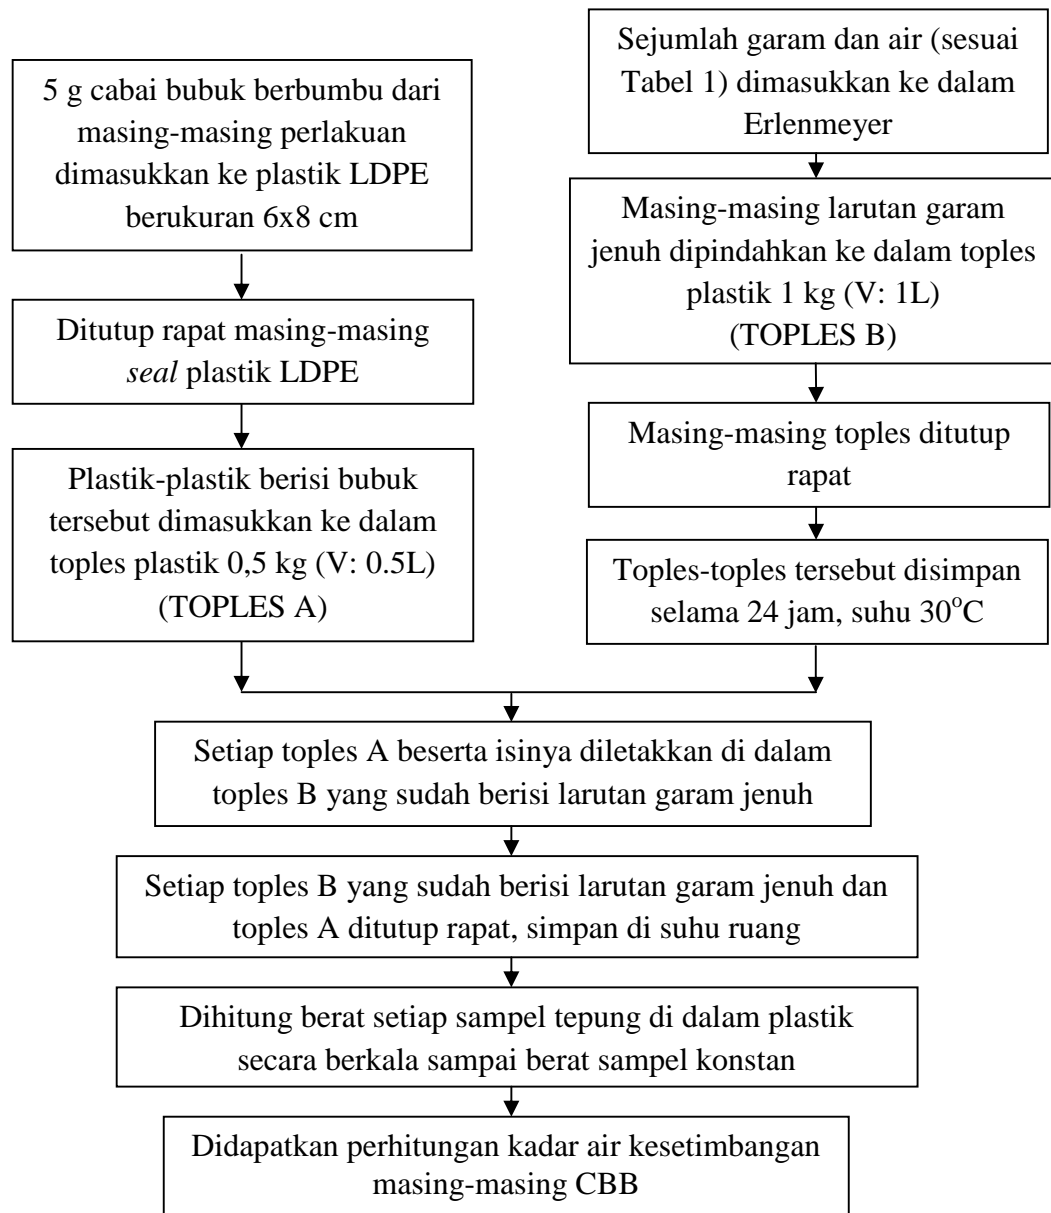 5 g cabai bubuk berbumbu dari
masing-masing perlakuan
dimasukkan ke plastik LDPE
berukuran 6x8 cm
Ditutup rapat masing-masing
seal plastik LDPE
Plastik-plastik berisi bubuk
tersebut dimasukkan ke dalam
toples plastik 0,5 kg (V: 0.5L)
(TOPLES A)
Sejumlah garam dan air (sesuai
Tabel 1) dimasukkan ke dalam
Erlenmeyer
Masing-masing larutan garam
jenuh dipindahkan ke dalam toples
plastik 1 kg (V: 1L)
(TOPLES B)
Masing-masing toples ditutup
rapat
Toples-toples tersebut disimpan
selama 24 jam, suhu 30°C
Setiap toples A beserta isinya diletakkan di dalam
toples B yang sudah berisi larutan garam jenuh
Setiap toples B yang sudah berisi larutan garam jenuh dan
toples A ditutup rapat, simpan di suhu ruang
Dihitung berat setiap sampel tepung di dalam plastik
secara berkala sampai berat sampel konstan
Didapatkan perhitungan kadar air kesetimbangan
masing-masing CBB